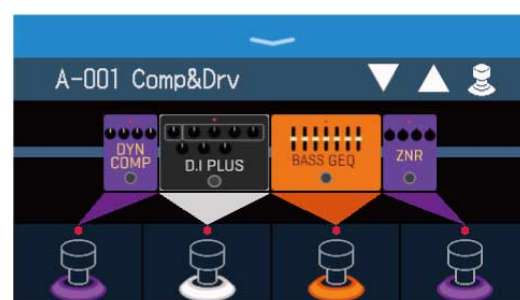 A-001 Comp&Drv
DYN
COMP
D.I PLUS
BASS GEQ
ZNR